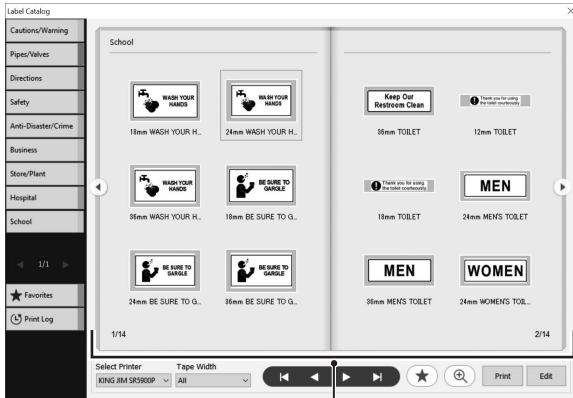 Label Catalog
Cautions/Warning
Pipes/Valves
Directions
Safety
Anti-Disaster/Crime
Business
Store/Plant
Hospital
School
1/1
Favorites
Print Log
School
WASH YOUR
HANDS
18mm WASH YOUR H...
WASH YOUR
HANDS
24mm WASH YOUR H...
WASH YOUR
HANDS
36mm WASH YOUR H...
BE SURE TO
GARGLE
18mm BE SURE TO G...
BE SURE TO
GARGLE
24mm BE SURE TO G...
BE SURE TO
GARGLE
36mm BE SURE TO G...
1/14
Keep Our
Restroom Clean
36mm TOILET
Thank you for using
the toilet courteously
12mm TOILET
Thank you for using
the toilet courteously
18mm TOILET
MEN
24mm MEN'S TOILET
MEN
36mm MEN'S TOILET
WOMEN
24mm WOMEN'S TOIL...
2/14
Select Printer
KING JIM SR5900P
Tape Width
All
Print
Edit